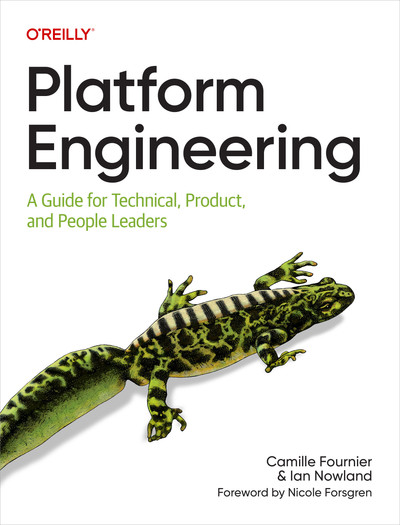 O'REILLY®
Platform
Engineering
A Guide for Technical, Product,
and People Leaders
Camille Fournier
& Ian Nowland
Foreword by Nicole Forsgren